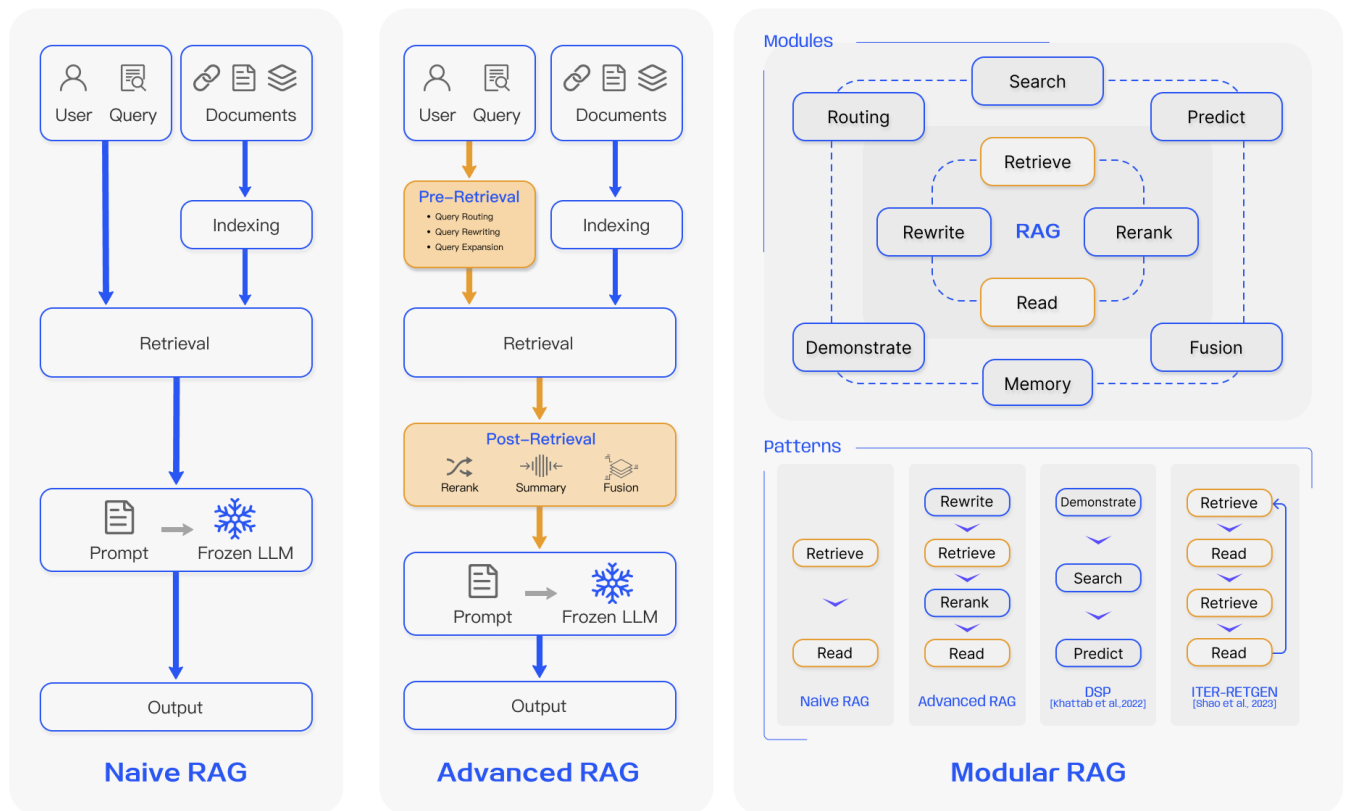 User Query
Documents
Indexing
Retrieval
Prompt
Frozen LLM
Output
Naive RAG
User Query
Documents
Pre-Retrieval
• Query Routing
• Query Rewriting
• Query Expansion
Indexing
Retrieval
Post-Retrieval
Rerank
Summary
Fusion
Prompt
Frozen LLM
Output
Advanced RAG
Modules
Search
Routing
Predict
Retrieve
Rewrite
RAG
Rerank
Read
Demonstrate
Fusion
Memory
Patterns
Retrieve
Read
Naive RAG
Rewrite
Retrieve
Rerank
Read
Advanced RAG
Demonstrate
Search
Predict
DSP
[Khattab et al.,2022]
Retrieve
Read
Retrieve
Read
ITER-RETGEN
[Shao et al., 2023]
Modular RAG